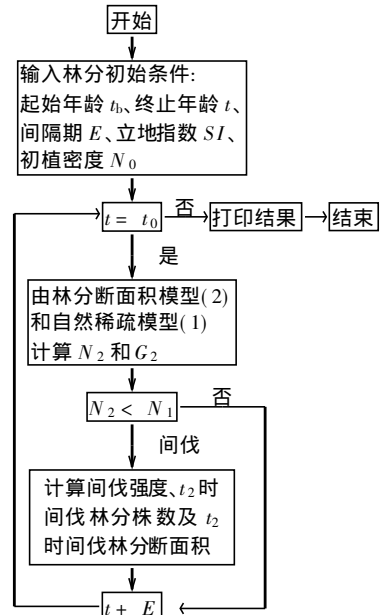 开始
输入林分初始条件:
起始年龄 tb、终止年龄 t、
间隔期 E、立地指数 SI、
初植密度 N0
t = t0
否
打印结果
结束
是
由林分断面积模型(2)
和自然稀疏模型(1)
计算 N2 和G2
N2 < N1
否
间伐
计算间伐强度、t2 时
间伐林分株数及 t2
时间伐林分断面积
t + E